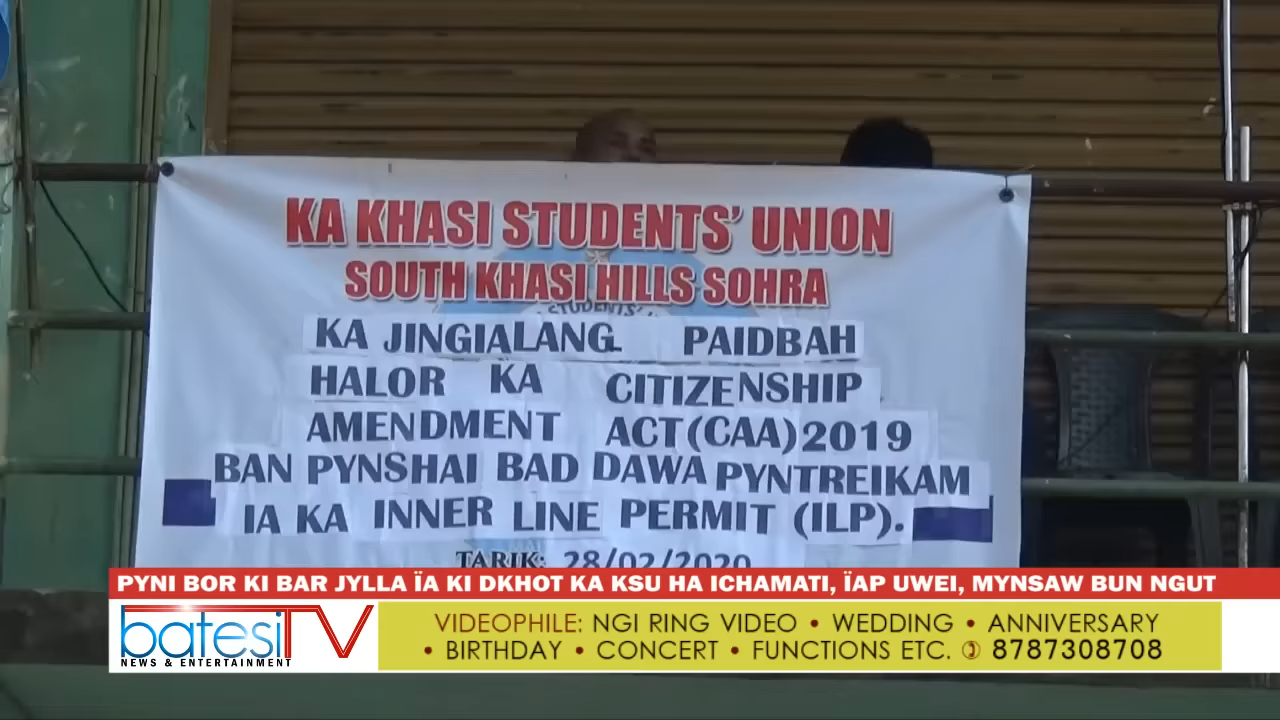 KA KHASI STUDENTS' UNION
SOUTH KHASI HILLS SOHRA
STUDENTS'
KA JINGIALANG PAIDBAH
HALOR KA CITIZENSHIP
AMENDMENT ACT(CAA)2019
BAN PYNSHAI BAD DAWA PYNTREIKAM
IA KA INNER LINE PERMIT (ILP).
TARIK: 28/02/2020
PYNI BOR KI BAR JYLLA ÏA KI DKHOT KA KSU HA ICHAMATI, ÏAP UWEI, MYNSAW BUN NGUT
batesi TV
NEWS & ENTERTAINMENT
VIDEOPHILE: NGI RING VIDEO • WEDDING • ANNIVERSARY
• BIRTHDAY • CONCERT • FUNCTIONS ETC. ✆ 8787308708